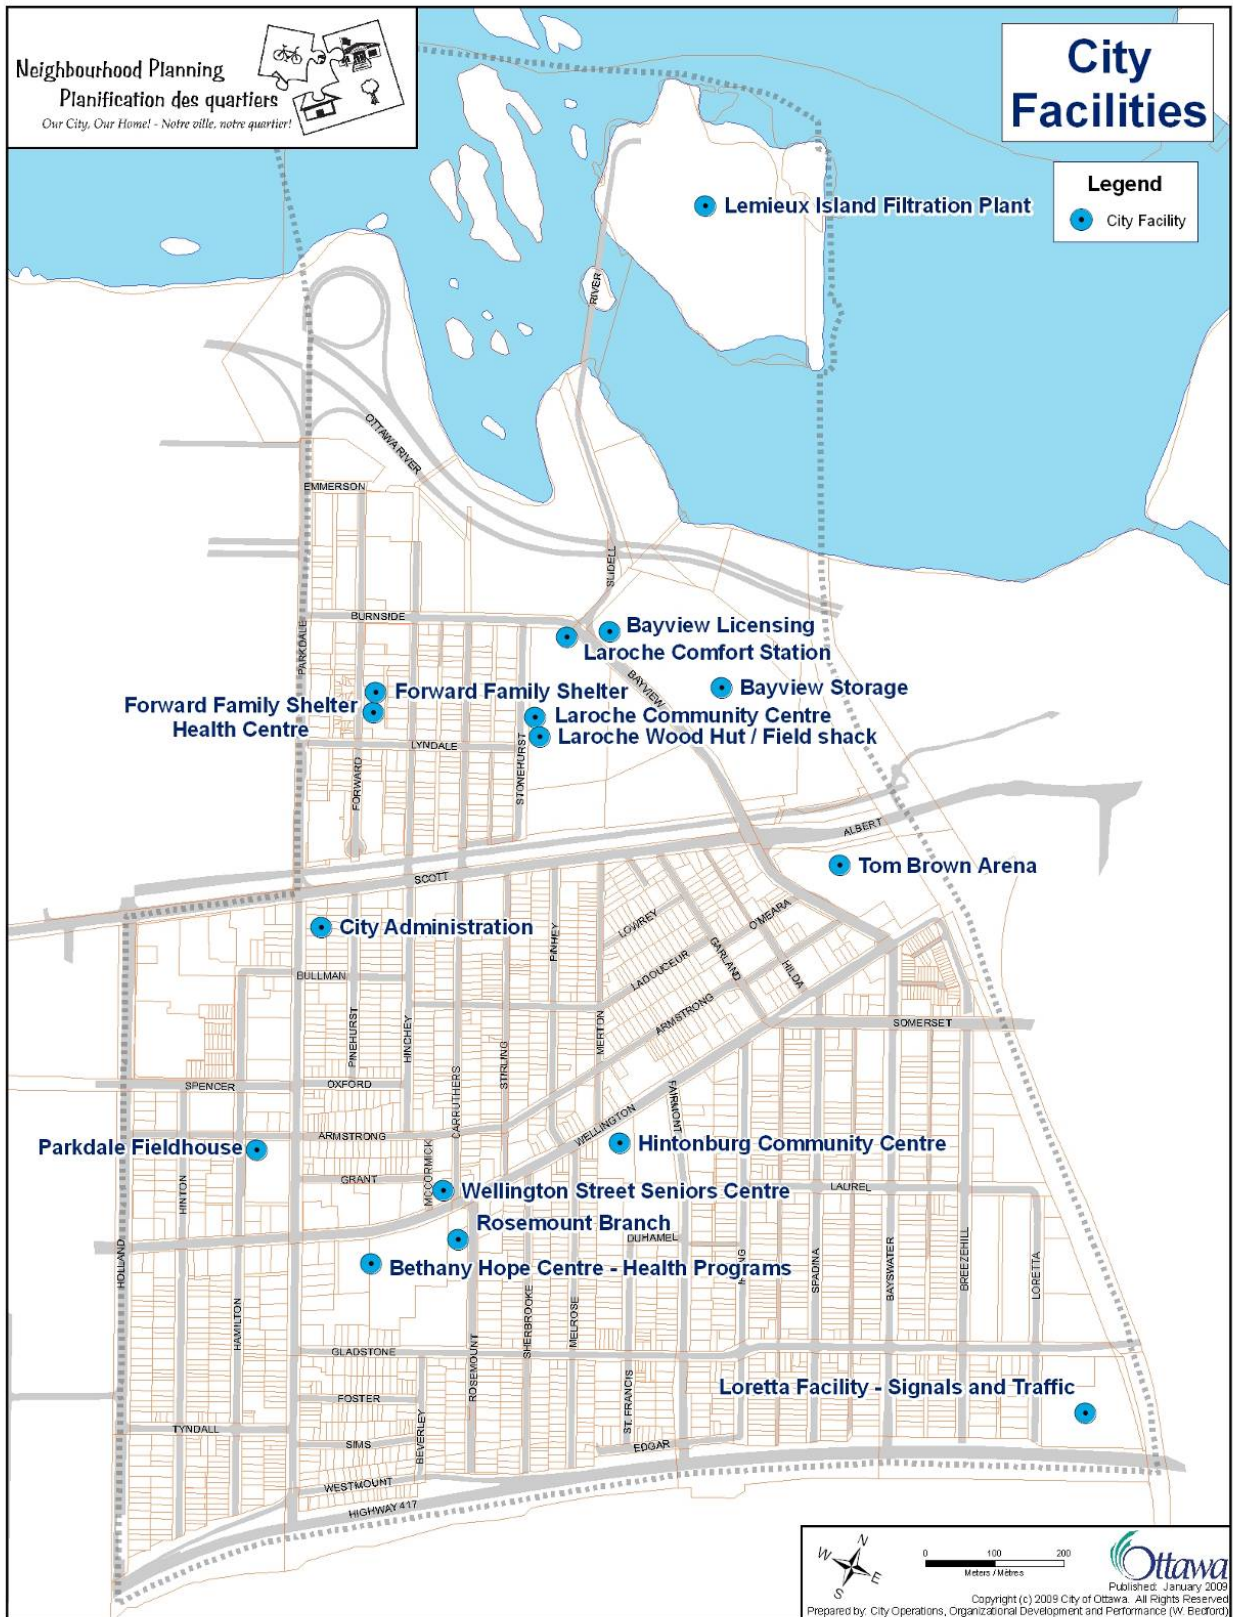 Neighbourhood Planning
Planification des quartiers
Our City, Our Home! - Notre ville, notre quartier!
City
Facilities
Legend
City Facility
Lemieux Island Filtration Plant
RIVER
OTTAWA RIVER
EMMERSON
SLIDELL
BURNSIDE
PARKDALE
Bayview Licensing
Laroche Comfort Station
BAYVIEW
Bayview Storage
Forward Family Shelter
Forward Family Shelter
Health Centre
Laroche Community Centre
Laroche Wood Hut / Field shack
LYNDALE
STONEHURST
FORWARD
ALBERT
SCOTT
Tom Brown Arena
City Administration
LOWREY
O'MEARA
PINHEY
GARLAND
HILDA
LADOUCEUR
BULLMAN
ARMSTRONG
SOMERSET
PINEHURST
HINCHEY
MERTON
STIRLING
SPENCER
OXFORD
CARRUTHERS
FAIRMONT
WELLINGTON
ARMSTRONG
Parkdale Fieldhouse
Hintonburg Community Centre
MCCORMICK
GRANT
HINTON
Wellington Street Seniors Centre
LAUREL
Rosemount Branch
DUHAMEL
Bethany Hope Centre - Health Programs
HOLLAND
SPADINA
BAYSWATER
BREEZEHILL
LORETTA
HAMILTON
SHERBROOKE
MELROSE
GLADSTONE
ROSEMOUNT
Loretta Facility - Signals and Traffic
FOSTER
ST. FRANCIS
TYNDALL
SIMS
BEVERLEY
EDGAR
WESTMOUNT
HIGHWAY 417
N
W
E
S
0 100 200
Meters / Mètres
Ottawa
Published: January 2009
Copyright (c) 2009 City of Ottawa. All Rights Reserved
Prepared by: City Operations, Organizational Development and Performance (W. Bedford)